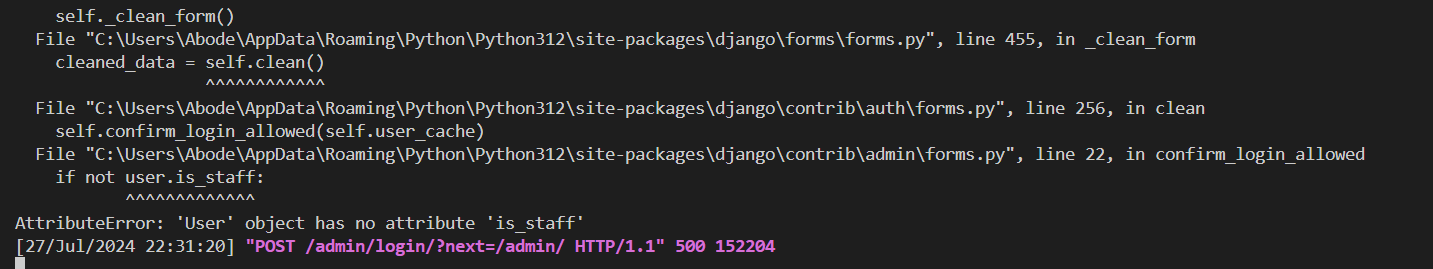 self._clean_form()
File "C:\Users\Abode\AppData\Roaming\Python\Python312\site-packages\django\forms\forms.py", line 455, in _clean_form
cleaned_data = self.clean()
^^^^^^^^^^^^
File "C:\Users\Abode\AppData\Roaming\Python\Python312\site-packages\django\contrib\auth\forms.py", line 256, in clean
self.confirm_login_allowed(self.user_cache)
File "C:\Users\Abode\AppData\Roaming\Python\Python312\site-packages\django\contrib\admin\forms.py", line 22, in confirm_login_allowed
if not user.is_staff:
^^^^^^^^^^^^^
AttributeError: 'User' object has no attribute 'is_staff'
[27/Jul/2024 22:31:20] "POST /admin/login/?next=/admin/ HTTP/1.1" 500 152204